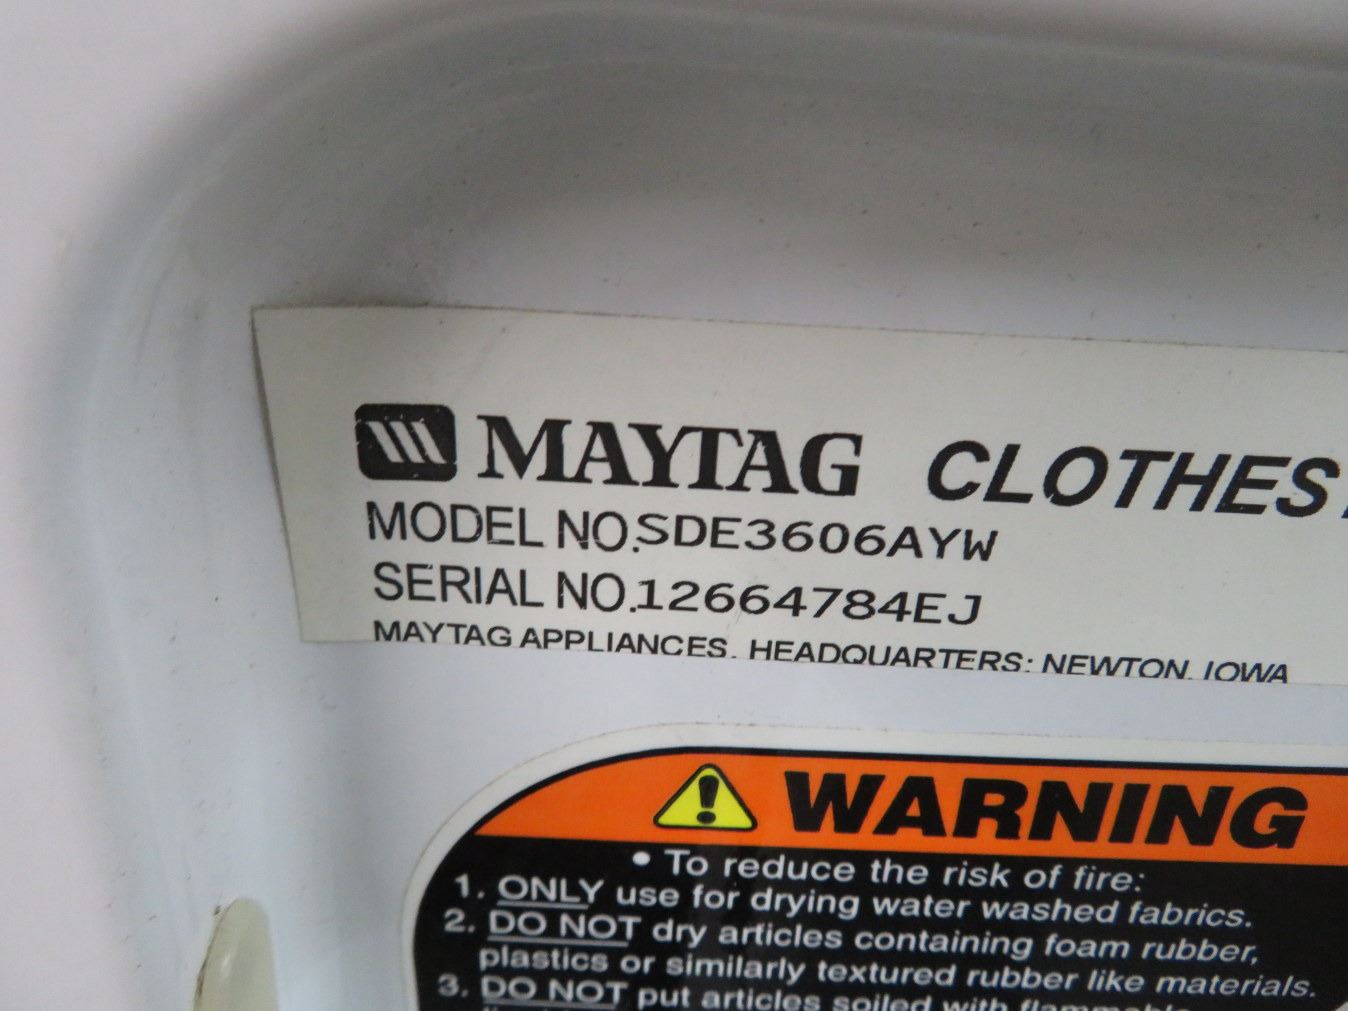 MAYTAG CLOTHES
MODEL NO. SDE3606AYW
SERIAL NO. 12664784EJ
MAYTAG APPLIANCES, HEADQUARTERS: NEWTON, IOWA
WARNING
• To reduce the risk of fire:
1. ONLY use for drying water washed fabrics.
2. DO NOT dry articles containing foam rubber,
plastics or similarly textured rubber like materials.
3. DO NOT put articles soiled with